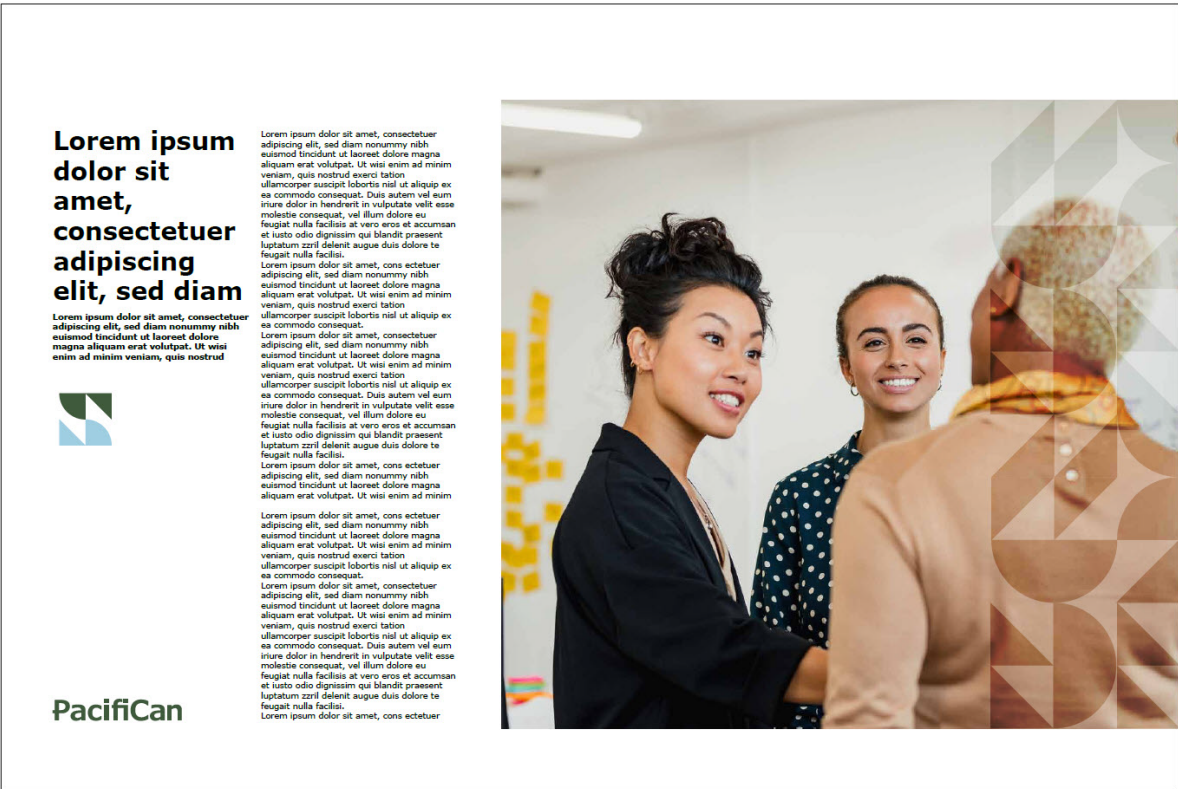 Lorem ipsum
dolor sit
amet,
consectetuer
adipiscing
elit, sed diam
Lorem ipsum dolor sit amet, consectetuer
adipiscing elit, sed diam nonummy nibh
euismod tincidunt ut laoreet dolore
magna aliquam erat volutpat. Ut wisi
enim ad minim veniam, quis nostrud
PacifiCan
Lorem ipsum dolor sit amet, consectetuer
adipiscing elit, sed diam nonummy nibh
euismod tincidunt ut laoreet dolore magna
aliquam erat volutpat. Ut wisi enim ad minim
veniam, quis nostrud exerci tation
ullamcorper suscipit lobortis nisl ut aliquip ex
ea commodo consequat. Duis autem vel eum
iriure dolor in hendrerit in vulputate velit esse
molestie consequat, vel illum dolore eu
feugiat nulla facilisis at vero eros et accumsan
et iusto odio dignissim qui blandit praesent
luptatum zzril delenit augue duis dolore te
feugait nulla facilisi.
Lorem ipsum dolor sit amet, cons ectetuer
adipiscing elit, sed diam nonummy nibh
euismod tincidunt ut laoreet dolore magna
aliquam erat volutpat. Ut wisi enim ad minim
veniam, quis nostrud exerci tation
ullamcorper suscipit lobortis nisl ut aliquip ex
ea commodo consequat.
Lorem ipsum dolor sit amet, consectetuer
adipiscing elit, sed diam nonummy nibh
euismod tincidunt ut laoreet dolore magna
aliquam erat volutpat. Ut wisi enim ad minim
veniam, quis nostrud exerci tation
ullamcorper suscipit lobortis nisl ut aliquip ex
ea commodo consequat. Duis autem vel eum
iriure dolor in hendrerit in vulputate velit esse
molestie consequat, vel illum dolore eu
feugiat nulla facilisis at vero eros et accumsan
et iusto odio dignissim qui blandit praesent
luptatum zzril delenit augue duis dolore te
feugait nulla facilisi.
Lorem ipsum dolor sit amet, cons ectetuer
adipiscing elit, sed diam nonummy nibh
euismod tincidunt ut laoreet dolore magna
aliquam erat volutpat. Ut wisi enim ad minim
Lorem ipsum dolor sit amet, cons ectetuer
adipiscing elit, sed diam nonummy nibh
euismod tincidunt ut laoreet dolore magna
aliquam erat volutpat. Ut wisi enim ad minim
veniam, quis nostrud exerci tation
ullamcorper suscipit lobortis nisl ut aliquip ex
ea commodo consequat.
Lorem ipsum dolor sit amet, consectetuer
adipiscing elit, sed diam nonummy nibh
euismod tincidunt ut laoreet dolore magna
aliquam erat volutpat. Ut wisi enim ad minim
veniam, quis nostrud exerci tation
ullamcorper suscipit lobortis nisl ut aliquip ex
ea commodo consequat. Duis autem vel eum
iriure dolor in hendrerit in vulputate velit esse
molestie consequat, vel illum dolore eu
feugiat nulla facilisis at vero eros et accumsan
et iusto odio dignissim qui blandit praesent
luptatum zzril delenit augue duis dolore te
feugait nulla facilisi.
Lorem ipsum dolor sit amet, cons ectetuer